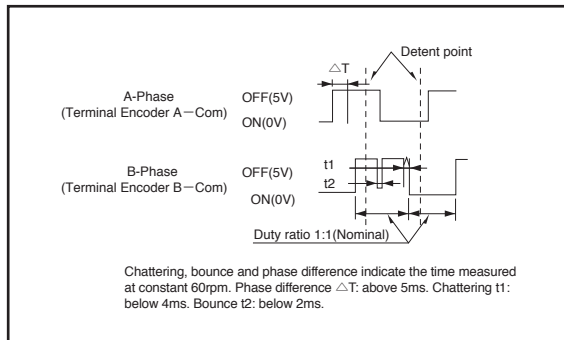 Detent point
△T
A-Phase
(Terminal Encoder A－Com)
OFF(5V)
ON(0V)
B-Phase
(Terminal Encoder B－Com)
OFF(5V)
ON(0V)
t1
t2
Duty ratio 1:1(Nominal)
Chattering, bounce and phase difference indicate the time measured
at constant 60rpm. Phase difference △T: above 5ms. Chattering t1:
below 4ms. Bounce t2: below 2ms.